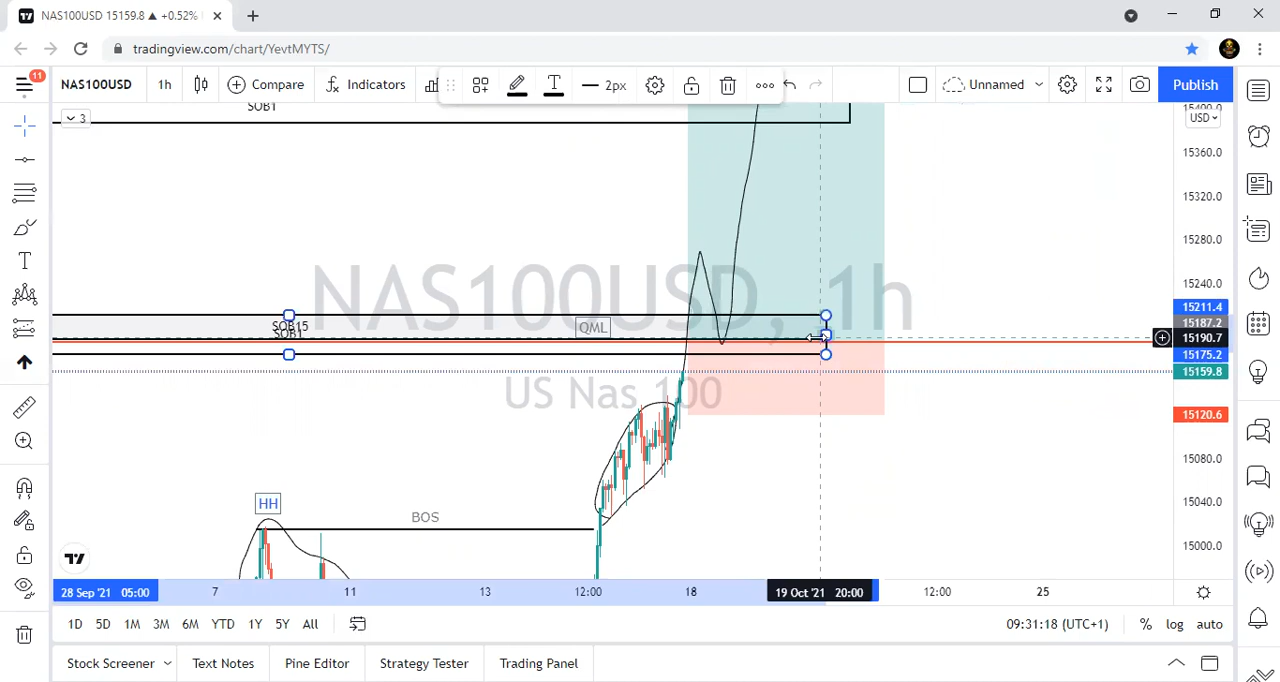 NAS100USD 15159.8 ▲ +0.52%
tradingview.com/chart/YevtMYTS/
11
NAS100USD 1h Compare Indicators 2px Unnamed Publish
SOB1
3
15400.0
USD
15360.0
15320.0
15280.0
15240.0
NAS100USD, 1h
15211.4
SOB15
QML
15187.2
SOB1
15190.7
15175.2
15159.8
US Nas 100
15120.6
15080.0
HH
BOS
15040.0
15000.0
28 Sep '21 05:00 7 11 13 12:00 18 19 Oct '21 20:00 12:00 25
1D 5D 1M 3M 6M YTD 1Y 5Y All 09:31:18 (UTC+1) % log auto
Stock Screener Text Notes Pine Editor Strategy Tester Trading Panel